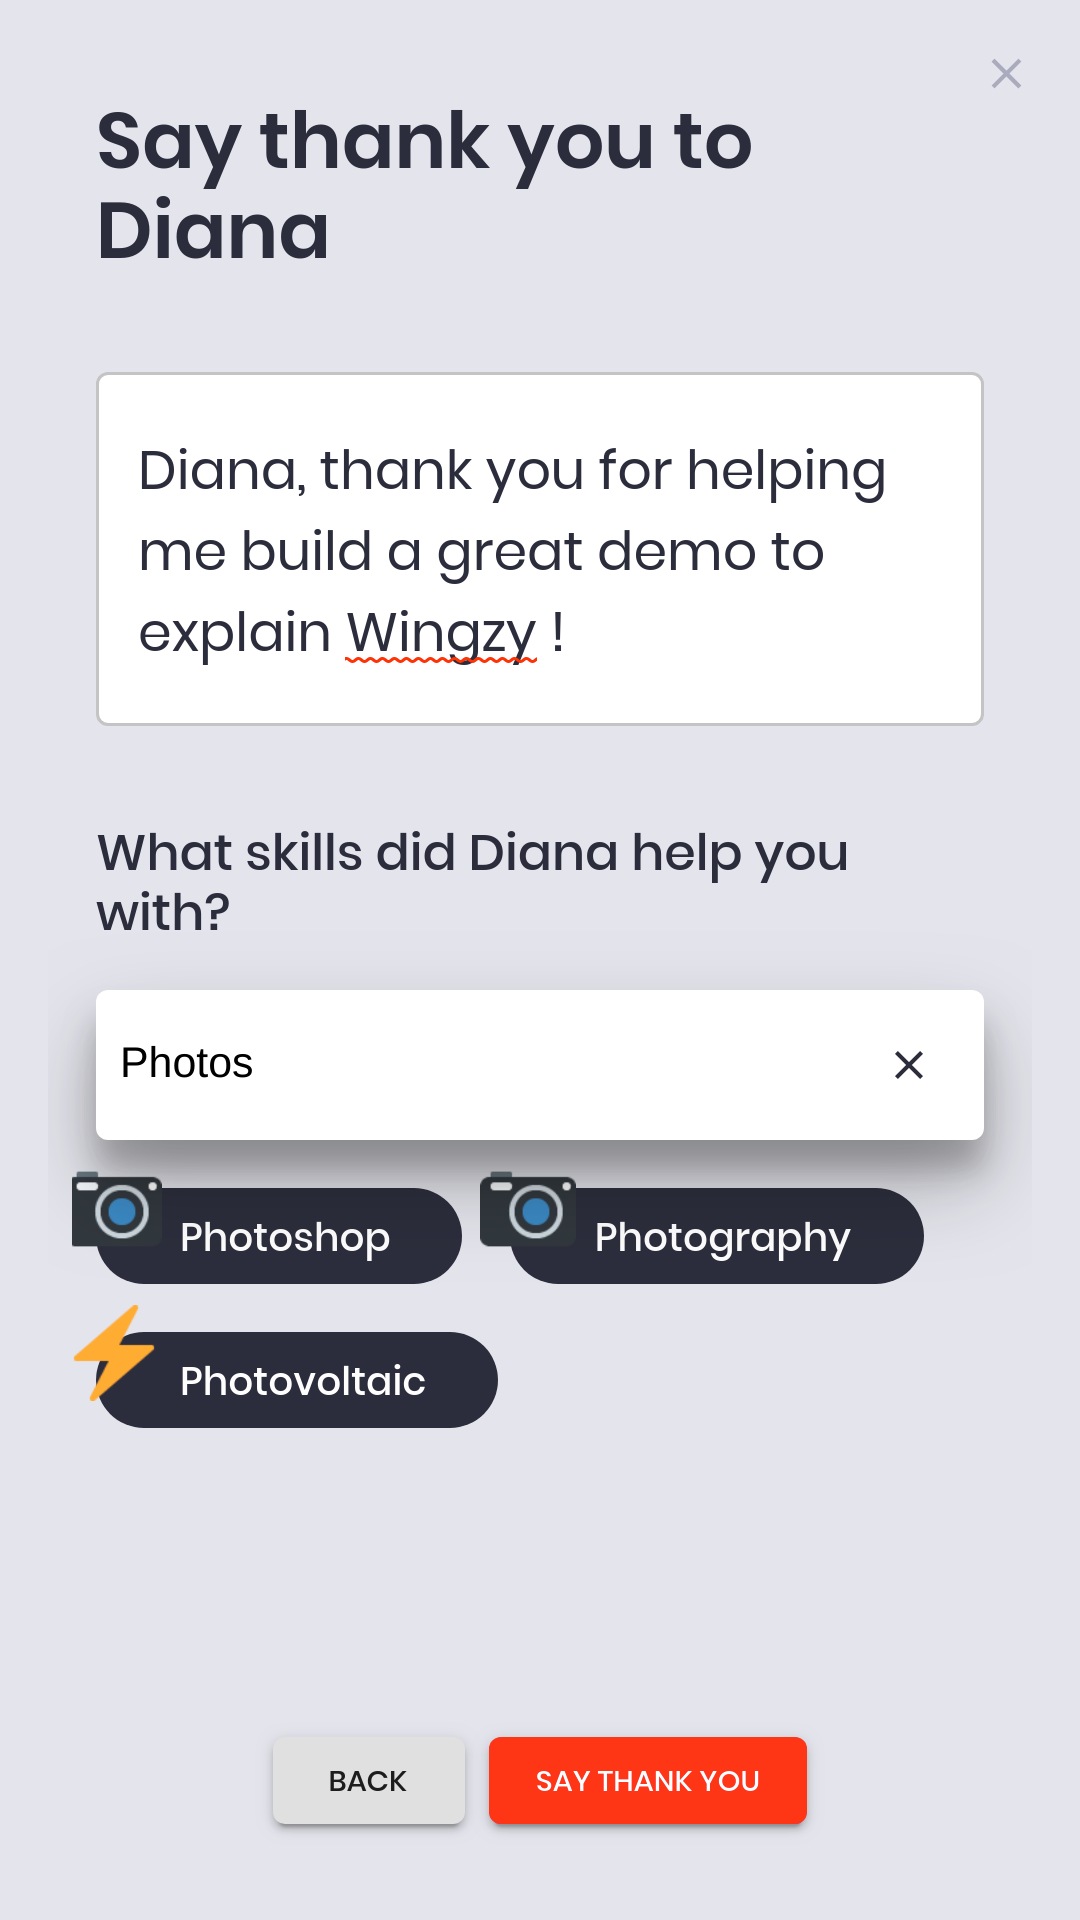 Say thank you to
Diana
Diana, thank you for helping
me build a great demo to
explain Wingzy !
What skills did Diana help you
with?
Photos
Photoshop Photography
Photovoltaic
BACK SAY THANK YOU